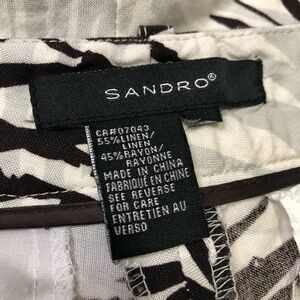 SANDRO®
CA#07043
55%LINEN/
LINEN
45%RAYON/
RAYONNE
MADE IN CHINA
FABRIQUÉ EN CHINE
SEE REVERSE
FOR CARE
ENTRETIEN AU
VERSO